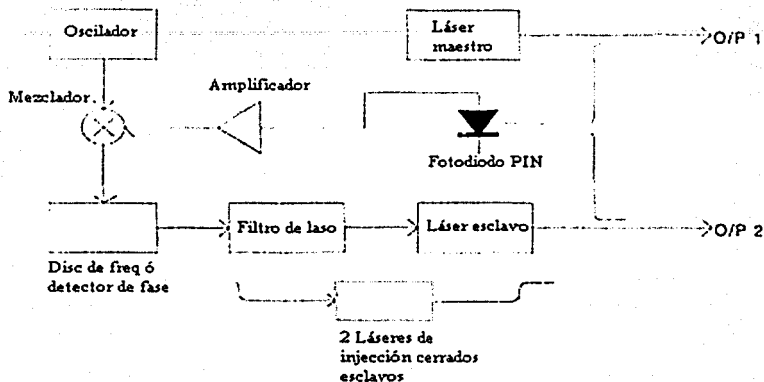 Oscilador
Láser
maestro
O/P 1
Mezclador
Amplificador
Fotodiodo PIN
Filtro de laso
Láser esclavo
O/P 2
Disc de freq ó
detector de fase
2 Láseres de
injección cerrados
esclavos